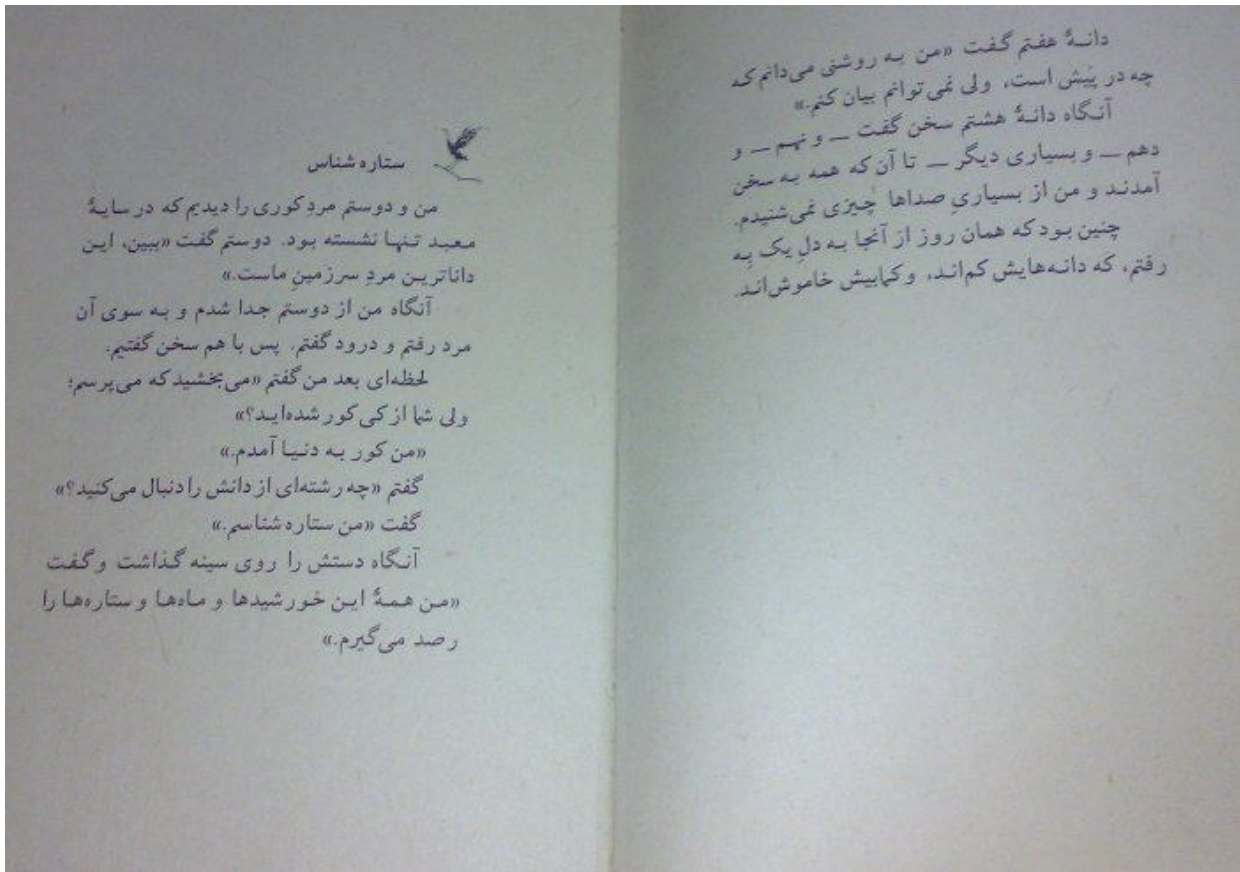 دانهٔ هفتم گفت «من به روشنی می‌دانم که
چه در پیش است، ولی نمی‌توانم بیان کنم.»
آنگاه دانهٔ هشتم سخن گفت ــ و نهم ــ و
دهم ــ و بسیاری دیگر ــ تا آن که همه به سخن
آمدند و من از بسیاریِ صداها چیزی نمی‌شنیدم.
چنین بود که همان روز از آنجا به دلِ یک بِه
رفتم، که دانه‌هایش کم‌اند، و کمابیش خاموش‌اند.
ستاره‌شناس
من و دوستم مردِ کوری را دیدیم که در سایهٔ
معبد تنها نشسته بود. دوستم گفت «ببین، این
داناترین مردِ سرزمینِ ماست.»
آنگاه من از دوستم جدا شدم و به سوی آن
مرد رفتم و درود گفتم. پس با هم سخن گفتیم.
لحظه‌ای بعد من گفتم «می‌بخشید که می‌پرسم؛
ولی شما از کی کور شده‌اید؟»
«من کور به دنیا آمدم.»
گفتم «چه رشته‌ای از دانش را دنبال می‌کنید؟»
گفت «من ستاره‌شناسم.»
آنگاه دستش را روی سینه گذاشت و گفت
«من همهٔ این خورشیدها و ماه‌ها و ستاره‌ها را
رصد می‌گیرم.»